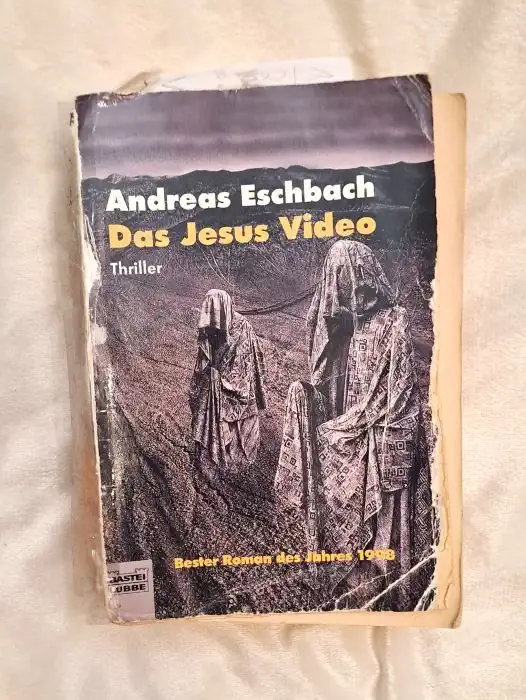 Andreas Eschbach
Das Jesus Video
Thriller
Bester Roman des Jahres 1998
BASTEI
LÜBBE